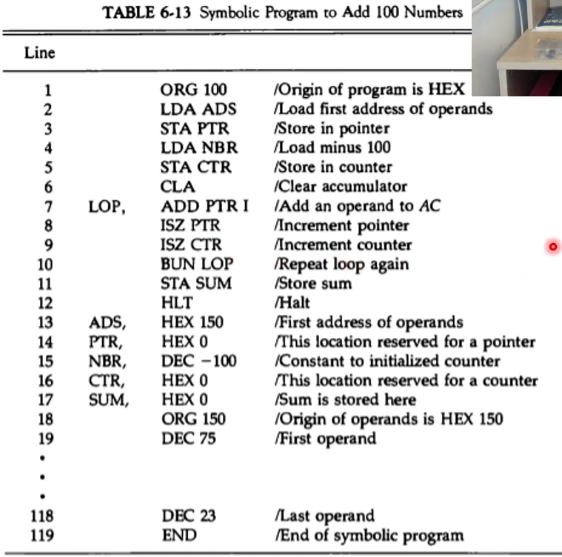 TABLE 6-13 Symbolic Program to Add 100 Numbers
Line
1 ORG 100 /Origin of program is HEX
2 LDA ADS /Load first address of operands
3 STA PTR /Store in pointer
4 LDA NBR /Load minus 100
5 STA CTR /Store in counter
6 CLA /Clear accumulator
7 LOP, ADD PTR I /Add an operand to AC
8 ISZ PTR /Increment pointer
9 ISZ CTR /Increment counter
10 BUN LOP /Repeat loop again
11 STA SUM /Store sum
12 HLT /Halt
13 ADS, HEX 150 /First address of operands
14 PTR, HEX 0 /This location reserved for a pointer
15 NBR, DEC −100 /Constant to initialized counter
16 CTR, HEX 0 /This location reserved for a counter
17 SUM, HEX 0 /Sum is stored here
18 ORG 150 /Origin of operands is HEX 150
19 DEC 75 /First operand
•
•
•
118 DEC 23 /Last operand
119 END /End of symbolic program